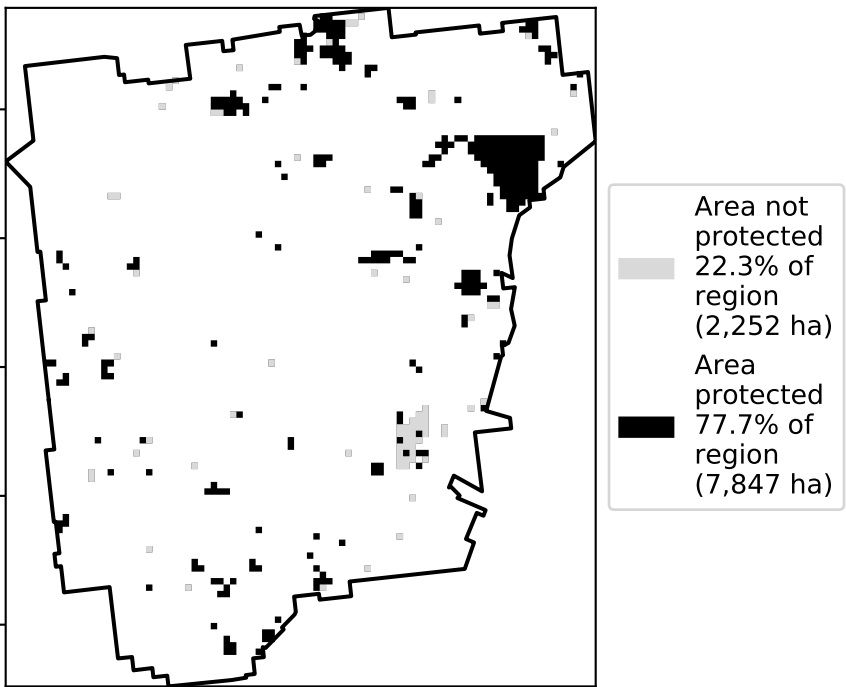 Area not
protected
22.3% of
region
(2,252 ha)
Area
protected
77.7% of
region
(7,847 ha)